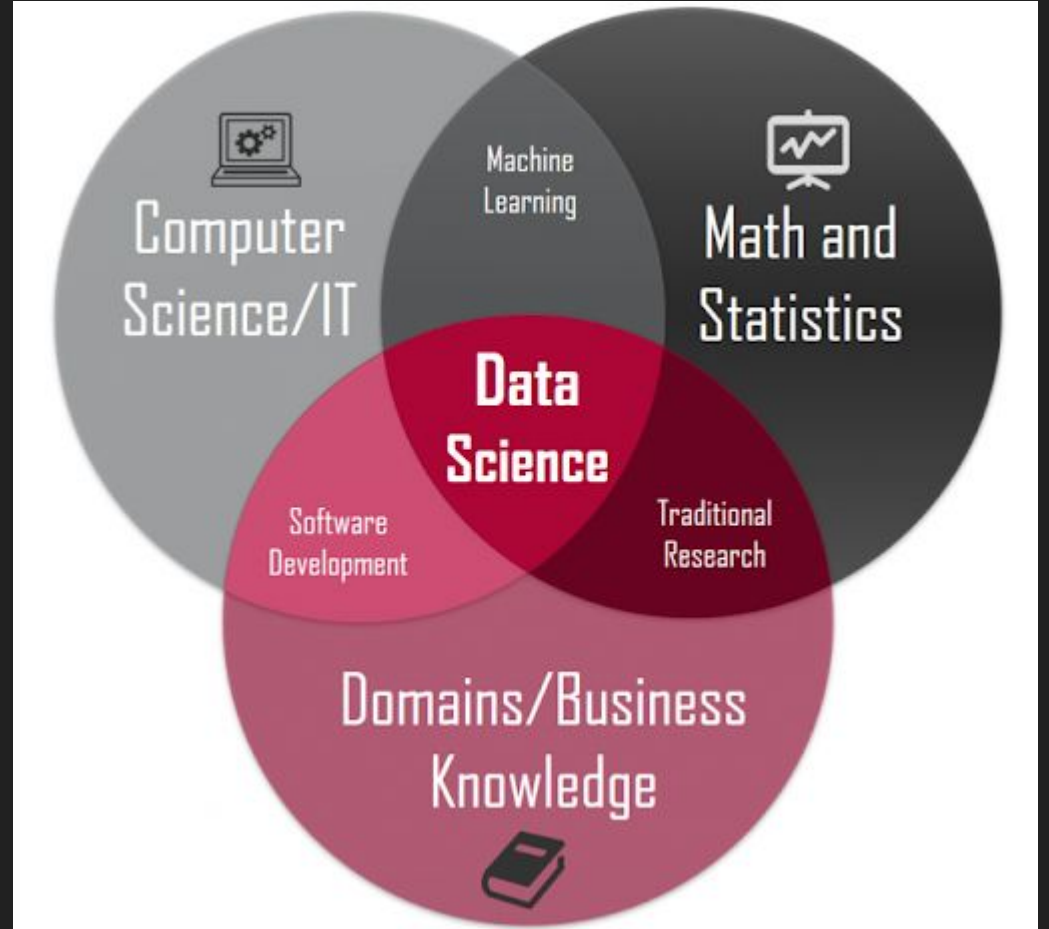 Machine
Learning
Computer
Science/IT
Math and
Statistics
Data
Science
Software
Development
Traditional
Research
Domains/Business
Knowledge